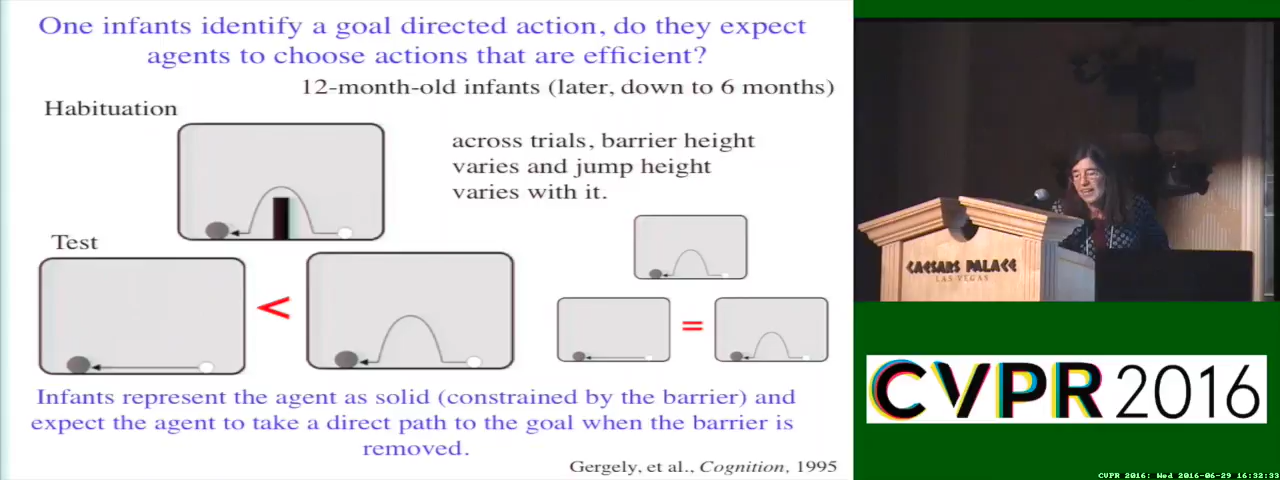 One infants identify a goal directed action, do they expect
agents to choose actions that are efficient?
12-month-old infants (later, down to 6 months)
Habituation
across trials, barrier height
varies and jump height
varies with it.
Test
<
=
Infants represent the agent as solid (constrained by the barrier) and
expect the agent to take a direct path to the goal when the barrier is
removed.
Gergely, et al., Cognition, 1995
CAESARS PALACE
LAS VEGAS
CVPR 2016
CVPR 2016: Wed 2016-06-29 16:32:33